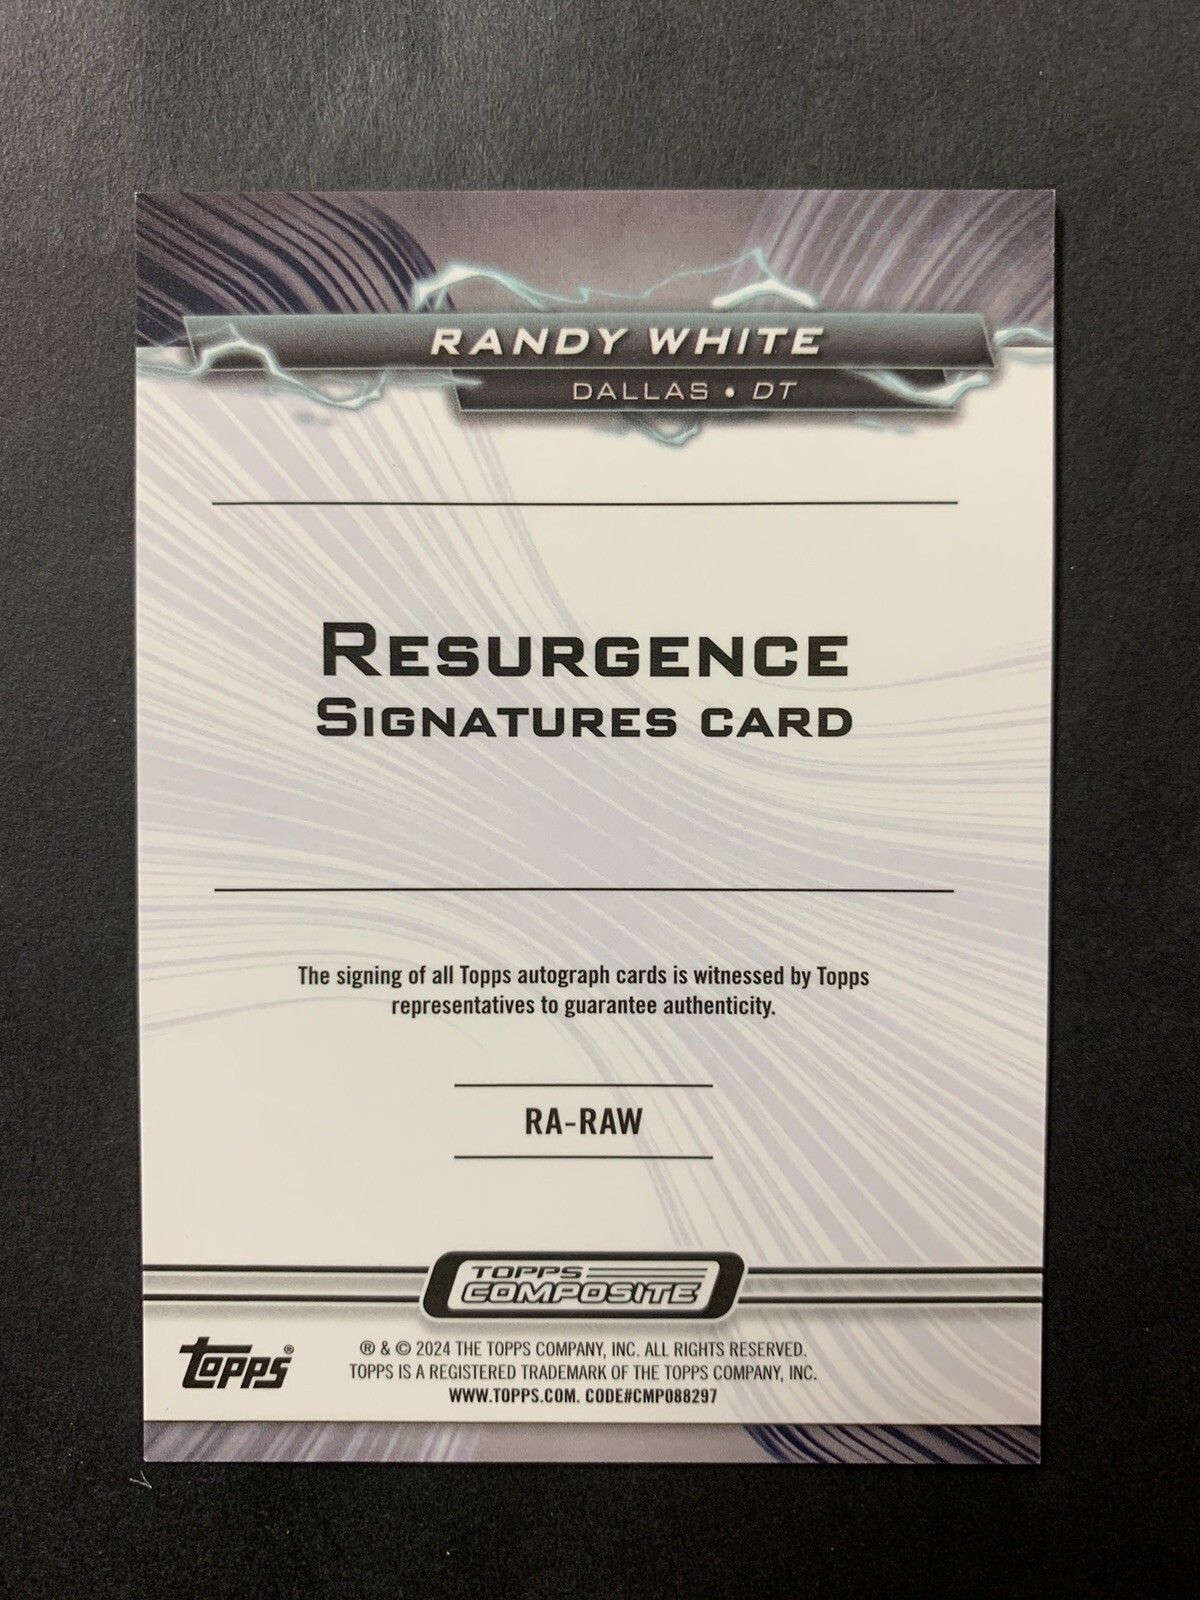 RANDY WHITE
DALLAS • DT
RESURGENCE
SIGNATURES CARD
The signing of all Topps autograph cards is witnessed by Topps
representatives to guarantee authenticity.
RA-RAW
TOPPS
COMPOSITE
topps®
® & © 2024 THE TOPPS COMPANY, INC. ALL RIGHTS RESERVED.
TOPPS IS A REGISTERED TRADEMARK OF THE TOPPS COMPANY, INC.
WWW.TOPPS.COM. CODE#CMP088297